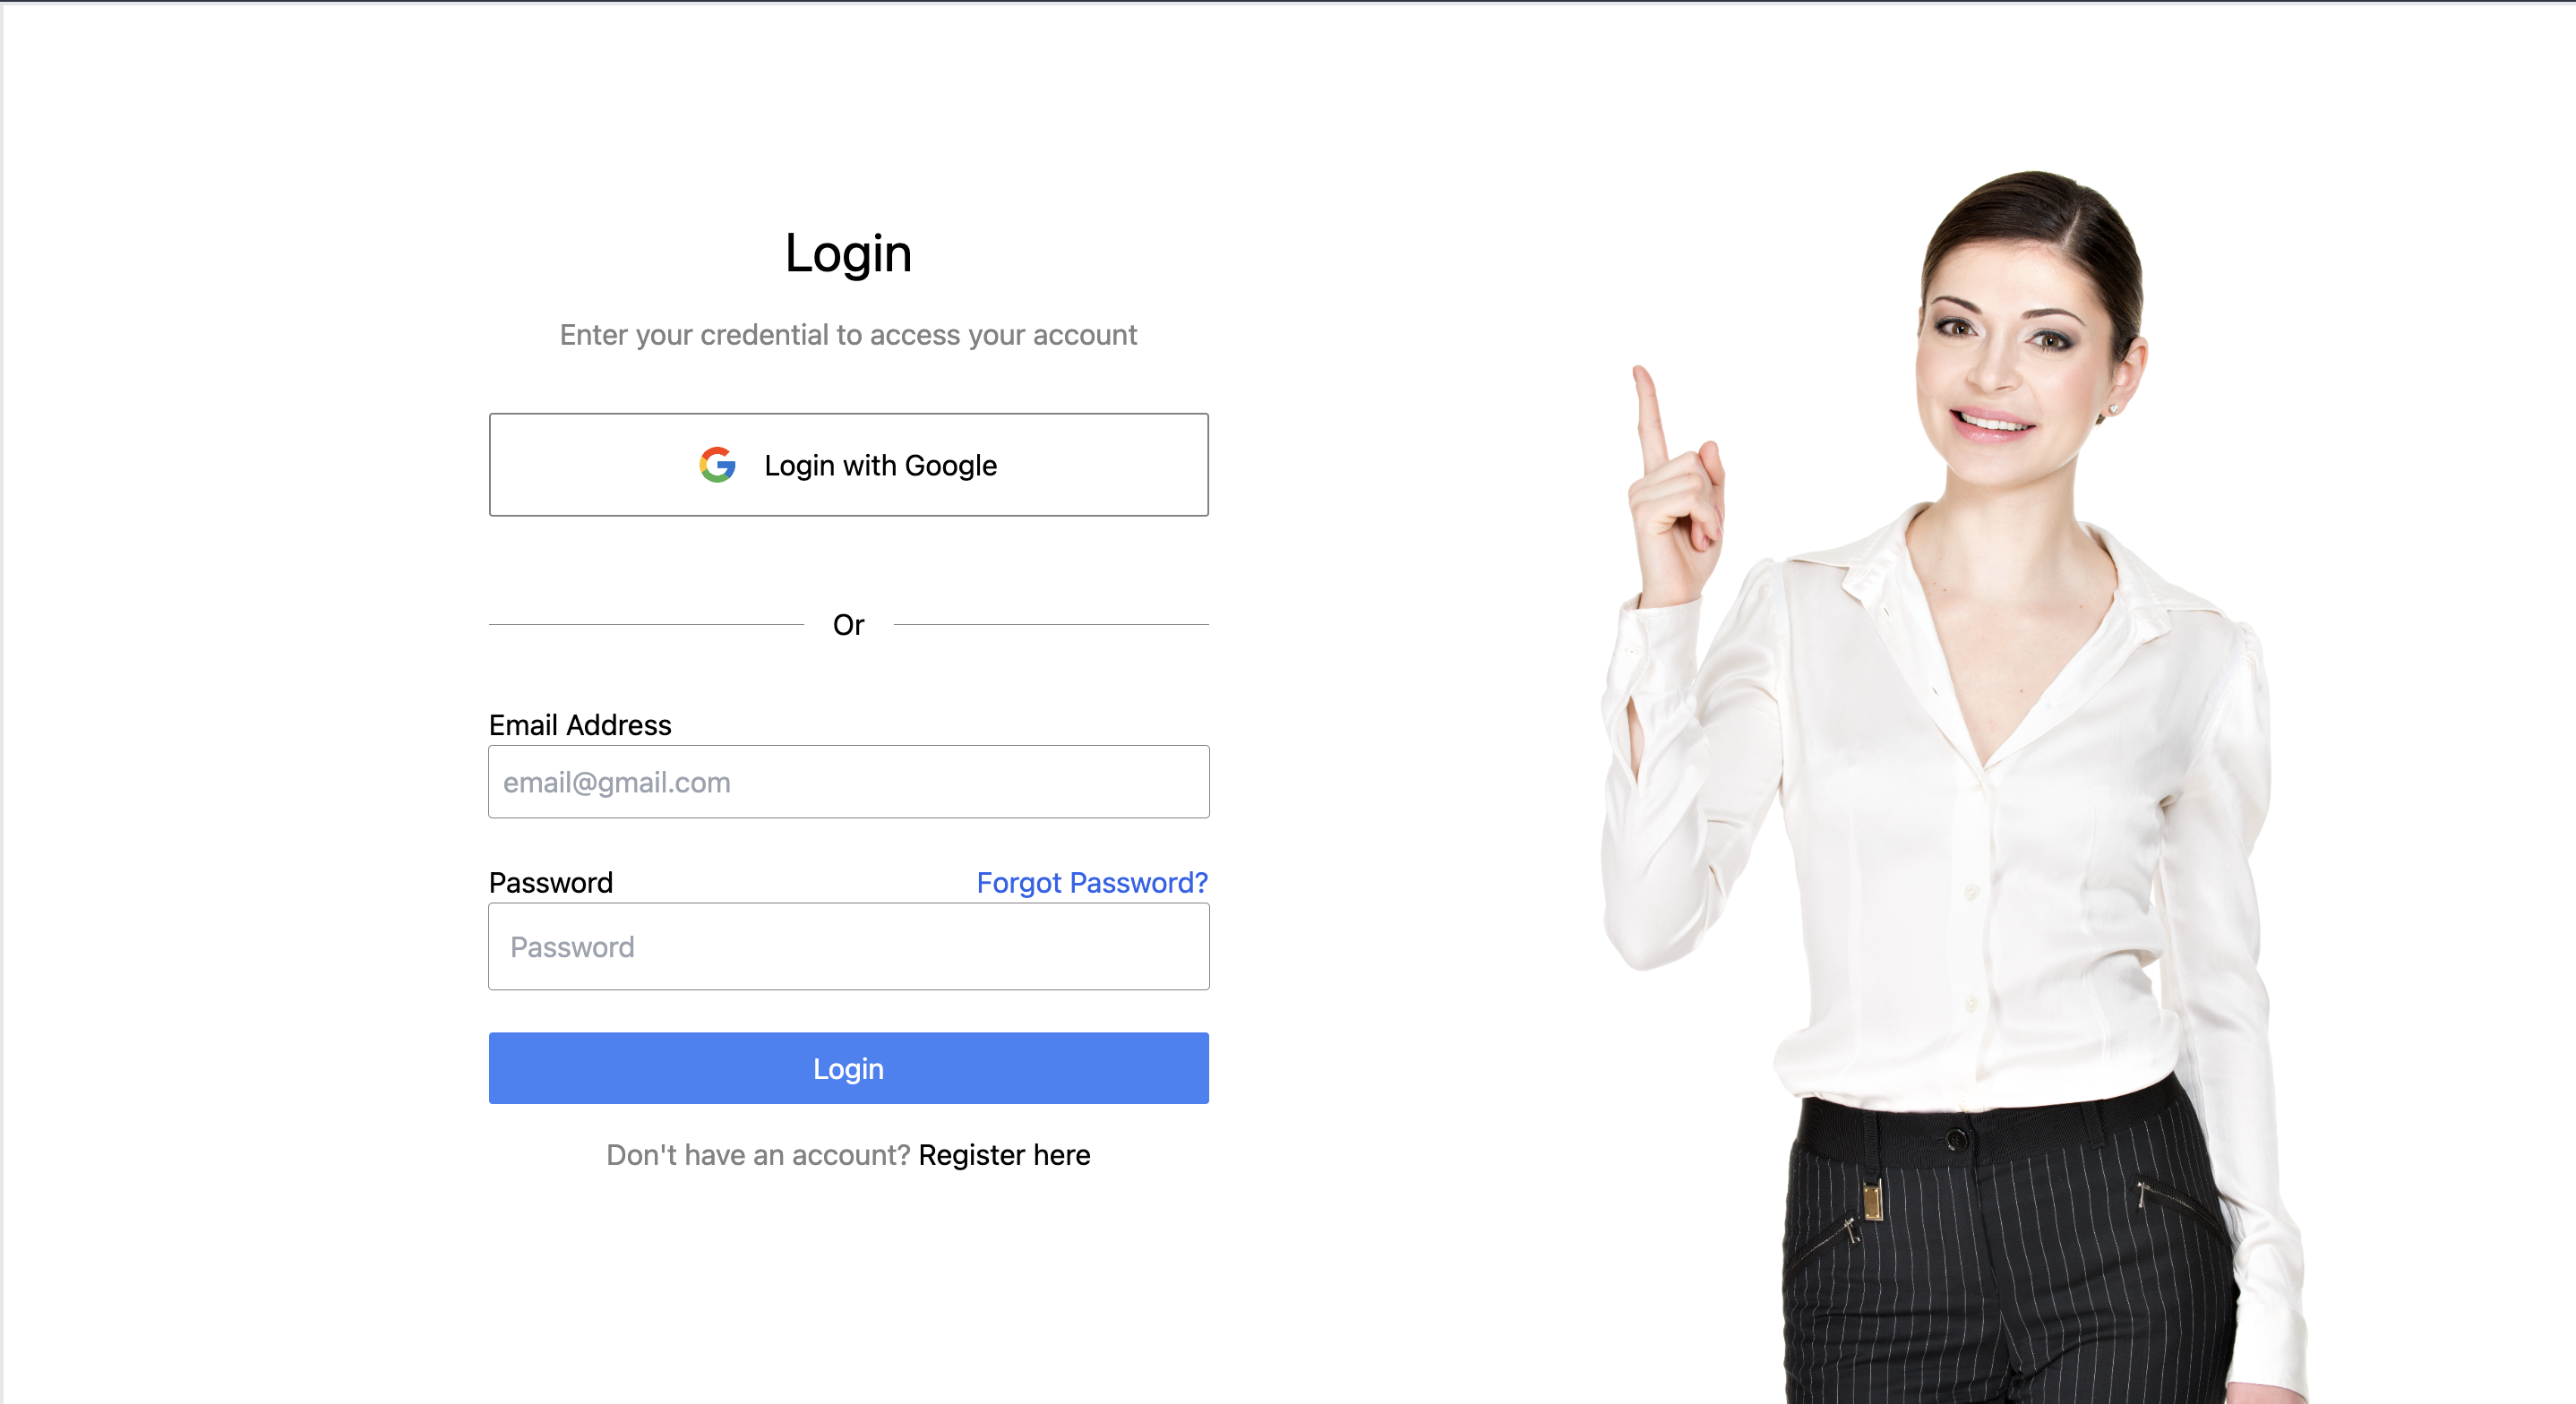 Login
Enter your credential to access your account
Login with Google
Or
Email Address
email@gmail.com
Password Forgot Password?
Password
Login
Don't have an account? Register here